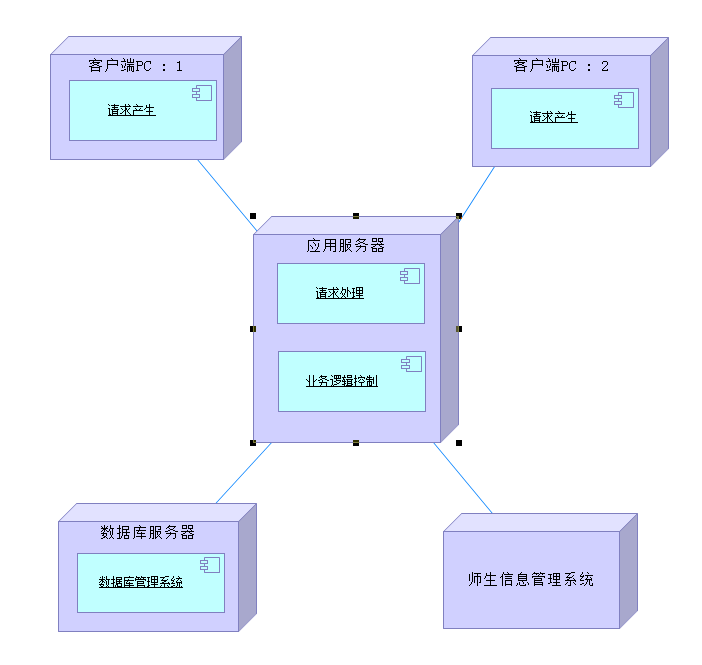 客户端PC : 1
请求产生
客户端PC : 2
请求产生
应用服务器
请求处理
业务逻辑控制
数据库服务器
数据库管理系统
师生信息管理系统